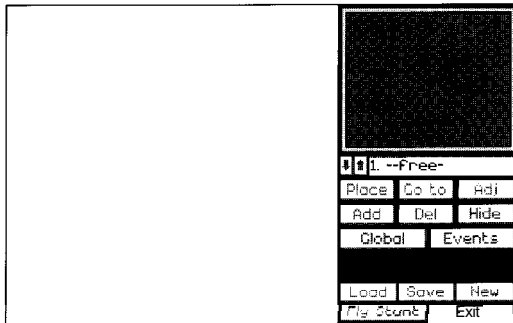 1. --Free-
Place Go to Adj
Add Del Hide
Global Events
Load Save New
Fly Stunt Exit